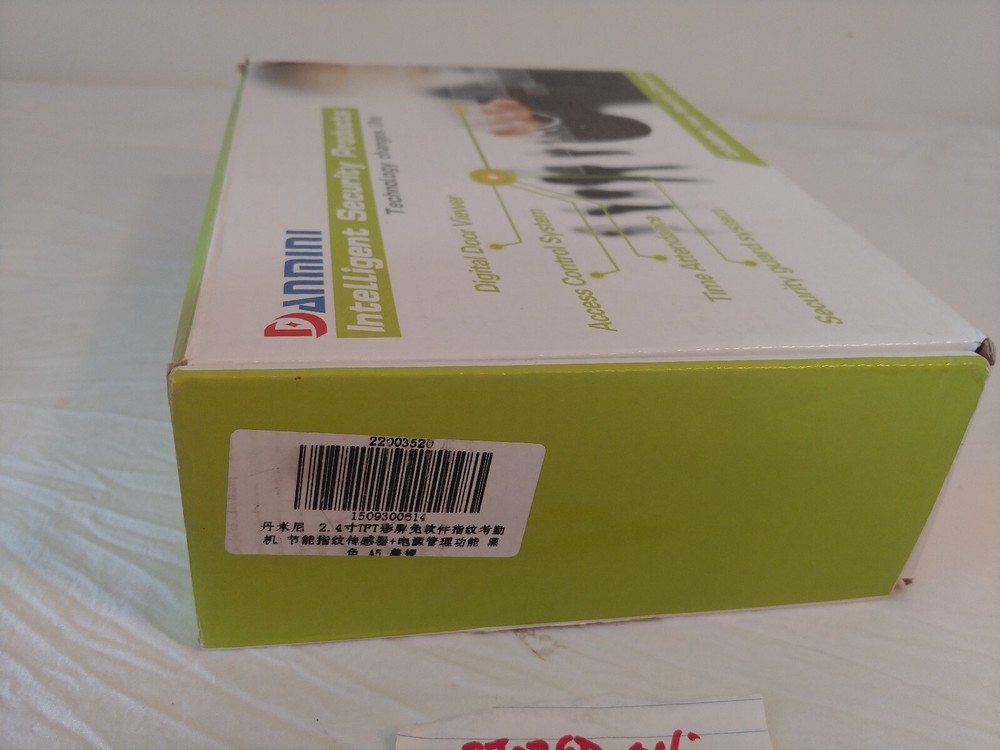 DANMINI
Intelligent Security Products
Technology changes Life
Digital Door Viewer
Access Control System
Time Attendance
Security guard system
22003520
1509300514
丹米尼 2.4寸TFT彩屏免软件指纹考勤
机 节能指纹传感器+电源管理功能 黑
色 A5